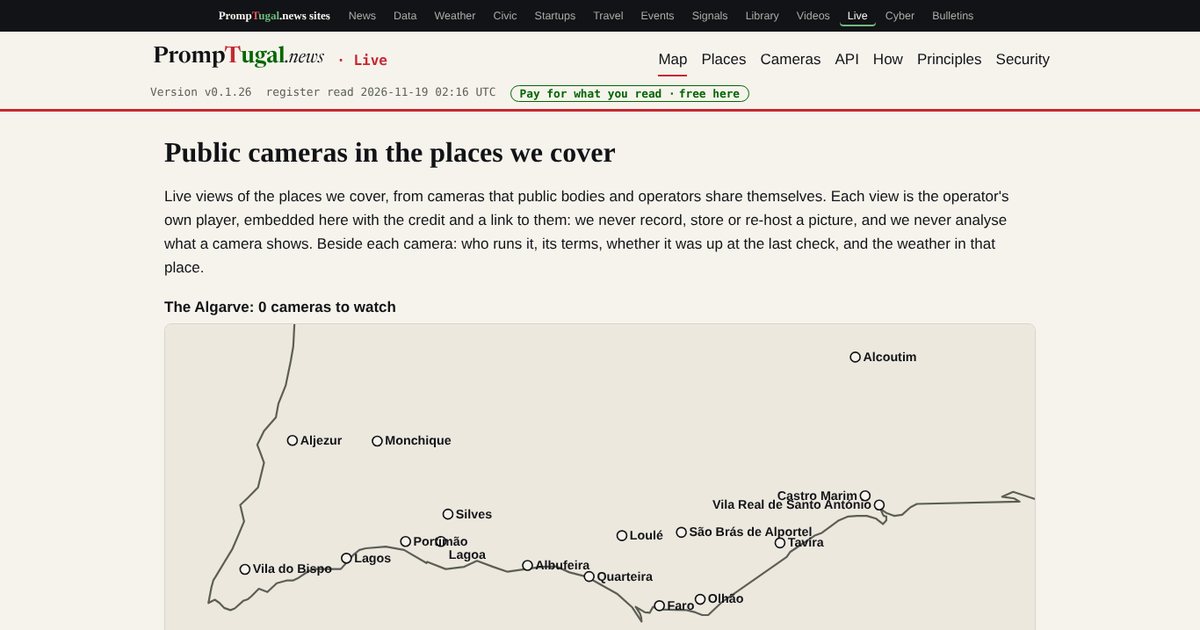 PrompTugal.news sites News Data Weather Civic Startups Travel Events Signals Library Videos Live Cyber Bulletins
PrompTugal.news · Live
Map Places Cameras API How Principles Security
Version v0.1.26 register read 2026-11-19 02:16 UTC Pay for what you read · free here
Public cameras in the places we cover
Live views of the places we cover, from cameras that public bodies and operators share themselves. Each view is the operator's
own player, embedded here with the credit and a link to them: we never record, store or re-host a picture, and we never analyse
what a camera shows. Beside each camera: who runs it, its terms, whether it was up at the last check, and the weather in that
place.
The Algarve: 0 cameras to watch
Alcoutim
Aljezur
Monchique
Castro Marim
Vila Real de Santo António
Silves
São Brás de Alportel
Loulé
Portimão
Tavira
Lagoa
Lagos
Albufeira
Vila do Bispo
Quarteira
Olhão
Faro